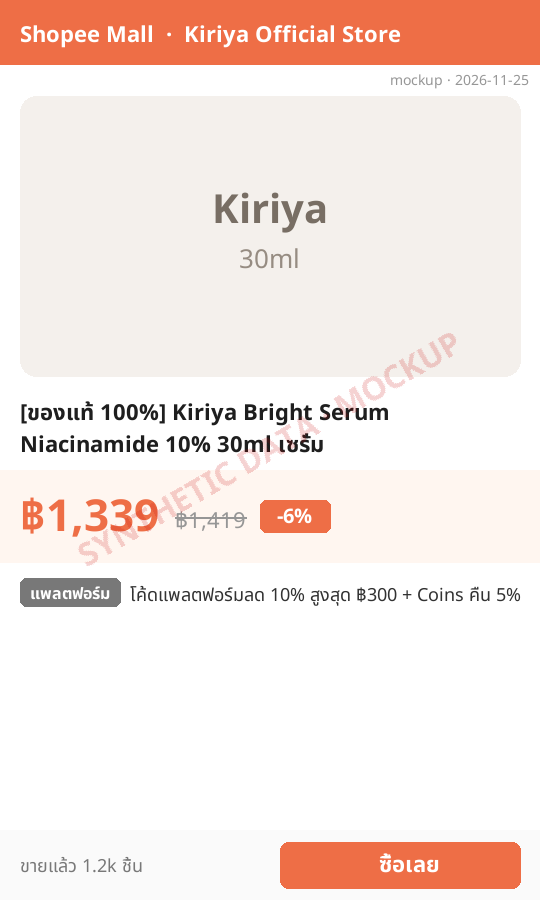 Shopee Mall · Kiriya Official Store
mockup · 2026-11-25
Kiriya
30ml
[ของแท้ 100%] Kiriya Bright Serum
Niacinamide 10% 30ml เซรั่ม
฿1,339 ฿1,419 -6%
SYNTHETIC DATA · MOCKUP
แพลตฟอร์ม โค้ดแพลตฟอร์มลด 10% สูงสุด ฿300 + Coins คืน 5%
ขายแล้ว 1.2k ชิ้น ซื้อเลย